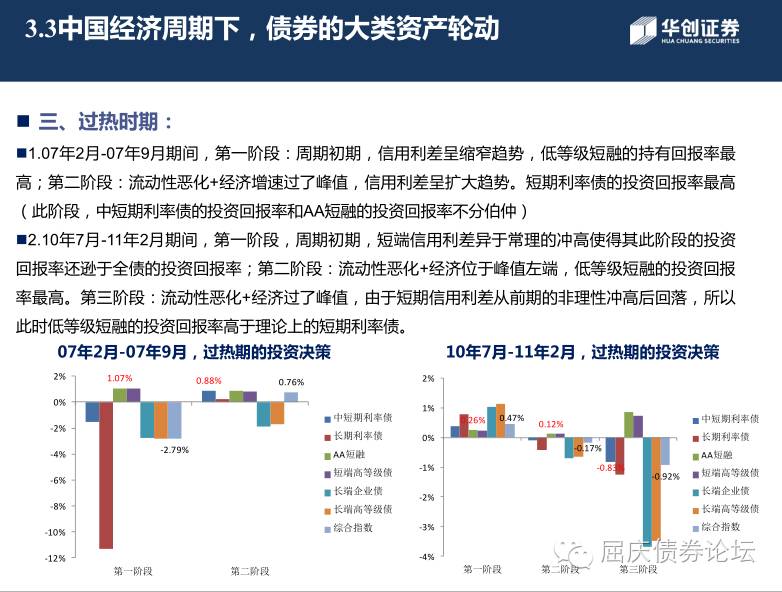 3.3中国经济周期下，债券的大类资产轮动
华创证券
HUA CHUANG SECURITIES
三、过热时期：
1.07年2月-07年9月期间，第一阶段：周期初期，信用利差呈缩窄趋势，低等级短融的持有回报率最
高；第二阶段：流动性恶化+经济增速过了峰值，信用利差呈扩大趋势。短期利率债的投资回报率最高
（此阶段，中短期利率债的投资回报率和AA短融的投资回报率不分伯仲）
2.10年7月-11年2月期间，第一阶段，周期初期，短端信用利差异于常理的冲高使得其此阶段的投资
回报率还逊于全债的投资回报率；第二阶段：流动性恶化+经济位于峰值左端，低等级短融的投资回报
率最高。第三阶段：流动性恶化+经济过了峰值，由于短期信用利差从前期的非理性冲高后回落，所以
此时低等级短融的投资回报率高于理论上的短期利率债。
07年2月-07年9月，过热期的投资决策
2%
0%
-2%
-4%
-6%
-8%
-10%
-12%
1.07%
-2.79%
0.88%
0.76%
第一阶段
第二阶段
中短期利率债
长期利率债
AA短融
短端高等级债
长端企业债
长端高等级债
综合指数
10年7月-11年2月，过热期的投资决策
2%
1%
0%
-1%
-2%
-3%
-4%
0.26%
0.47%
0.12%
-0.17%
-0.83%
-0.92%
第一阶段
第二阶段
第三阶段
中短期利率债
长期利率债
AA短融
短端高等级债
长端企业债
长端高等级债
综合指数
屈庆债券论坛